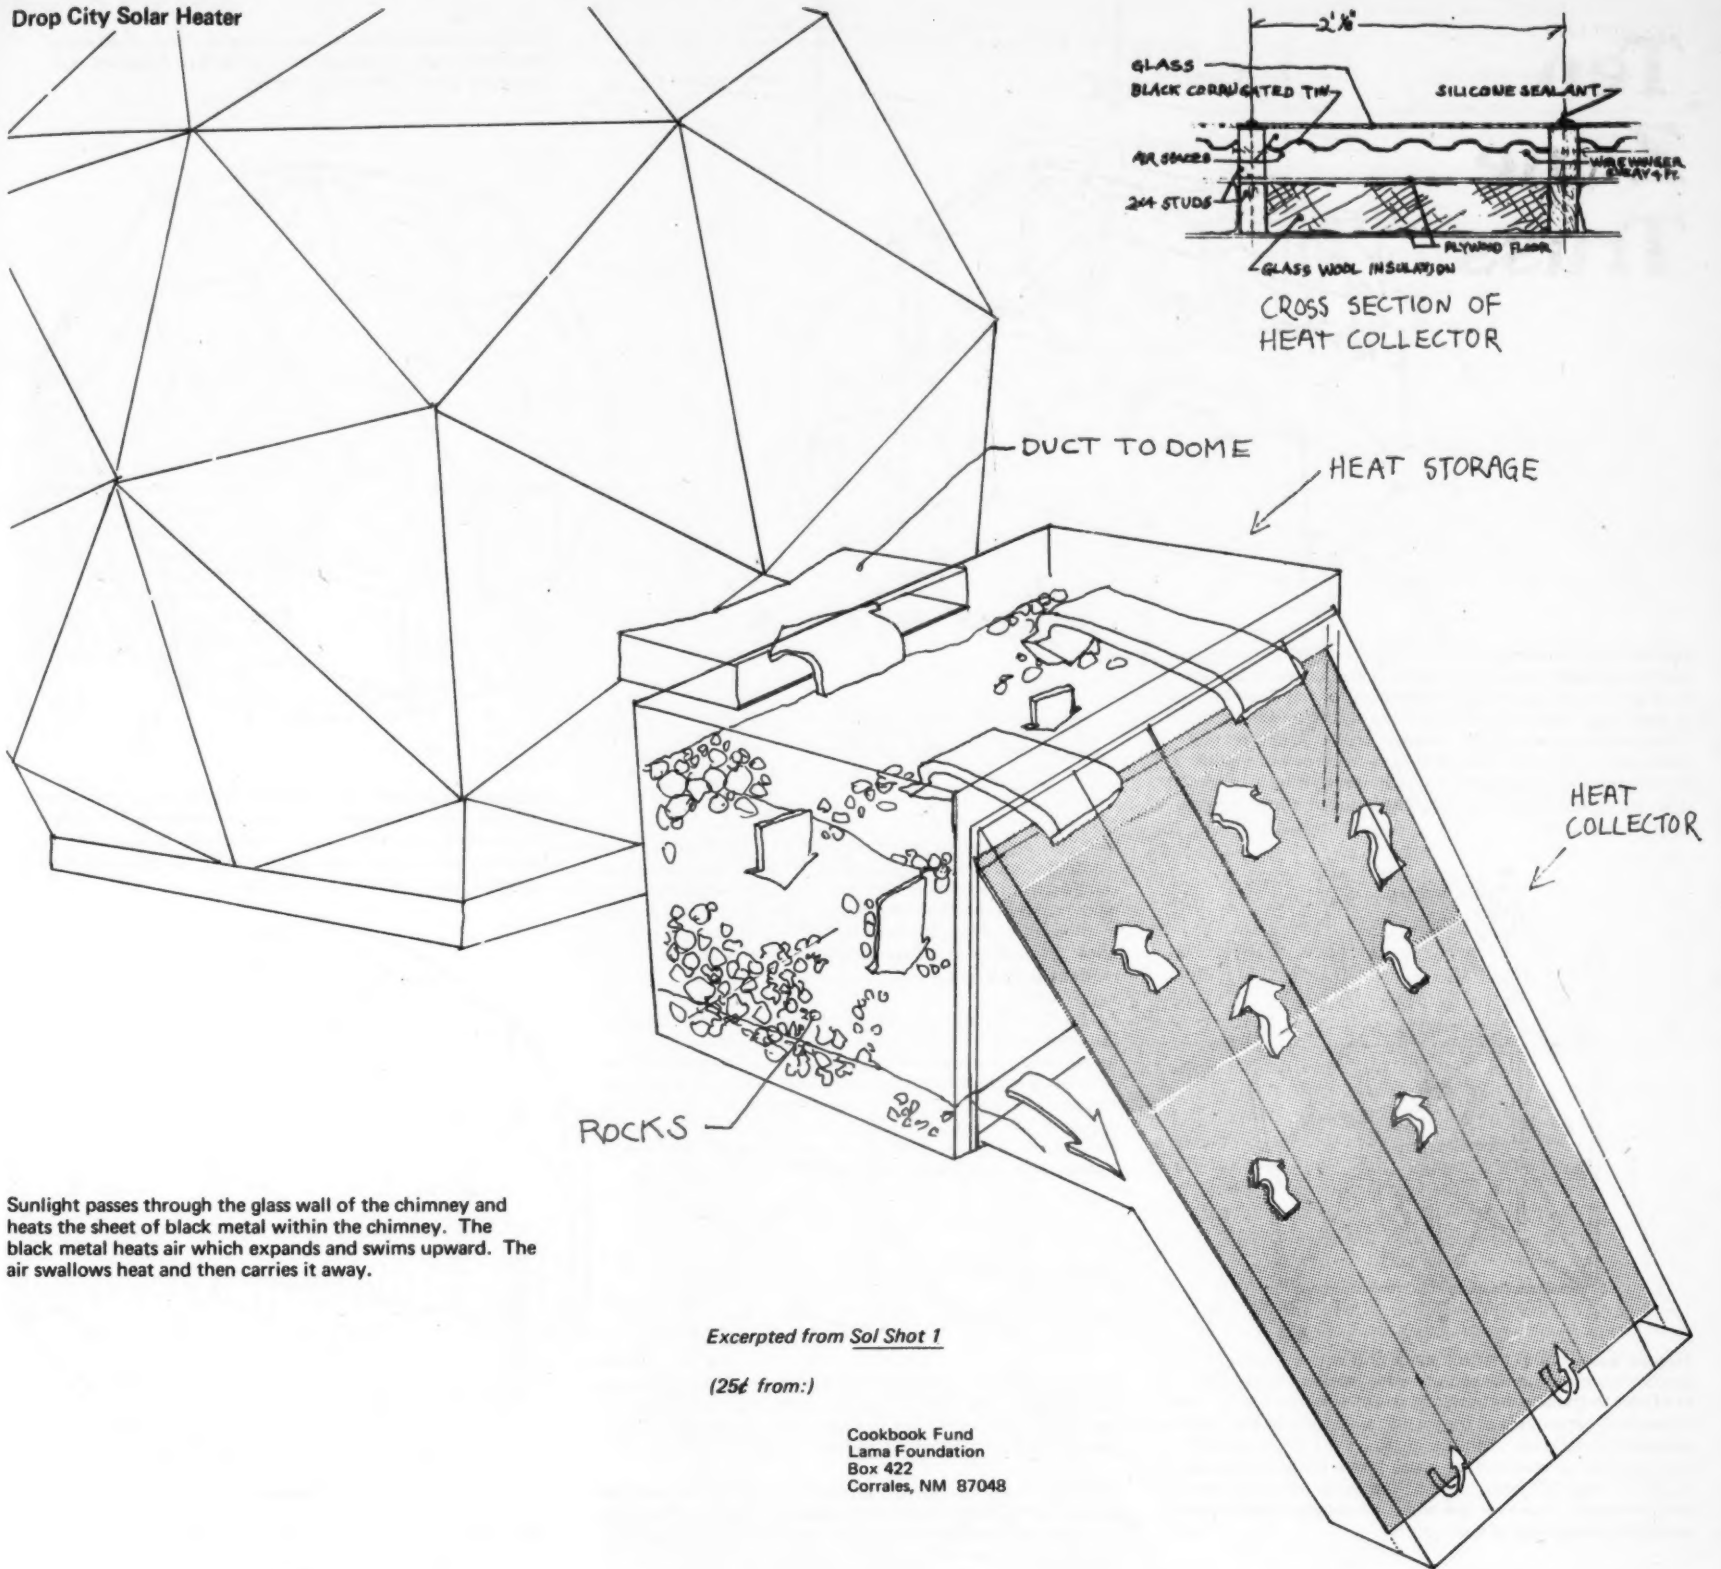 Drop City Solar Heater
2' ⅛"
GLASS
BLACK CORRUGATED TIN
SILICONE SEALANT
AIR SPACES
2x4 STUDS
PLYWOOD FLOOR
GLASS WOOL INSULATION
CROSS SECTION OF
HEAT COLLECTOR
DUCT TO DOME
HEAT STORAGE
HEAT
COLLECTOR
ROCKS
Sunlight passes through the glass wall of the chimney and
heats the sheet of black metal within the chimney. The
black metal heats air which expands and swims upward. The
air swallows heat and then carries it away.
Excerpted from Sol Shot 1
(25¢ from:)
Cookbook Fund
Lama Foundation
Box 422
Corrales, NM 87048